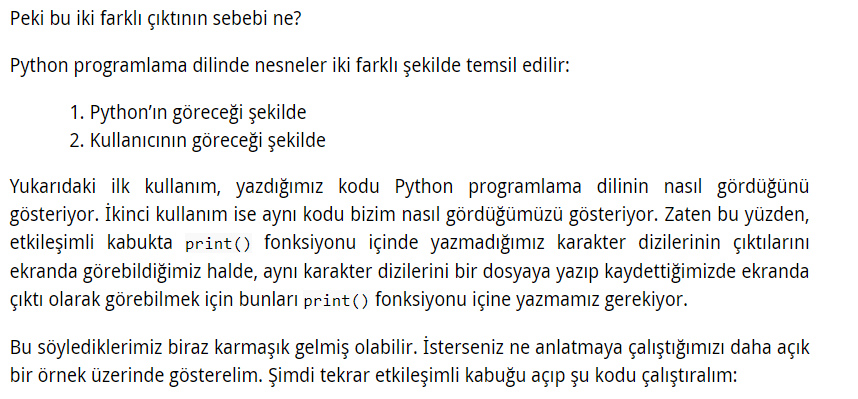 Peki bu iki farklı çıktının sebebi ne?
Python programlama dilinde nesneler iki farklı şekilde temsil edilir:
1. Python’ın göreceği şekilde
2. Kullanıcının göreceği şekilde
Yukarıdaki ilk kullanım, yazdığımız kodu Python programlama dilinin nasıl gördüğünü
gösteriyor. İkinci kullanım ise aynı kodu bizim nasıl gördüğümüzü gösteriyor. Zaten bu yüzden,
etkileşimli kabukta print() fonksiyonu içinde yazmadığımız karakter dizilerinin çıktılarını
ekranda görebildiğimiz halde, aynı karakter dizilerini bir dosyaya yazıp kaydettiğimizde ekranda
çıktı olarak görebilmek için bunları print() fonksiyonu içine yazmamız gerekiyor.
Bu söylediklerimiz biraz karmaşık gelmiş olabilir. İsterseniz ne anlatmaya çalıştığımızı daha açık
bir örnek üzerinde gösterelim. Şimdi tekrar etkileşimli kabuğu açıp şu kodu çalıştıralım: